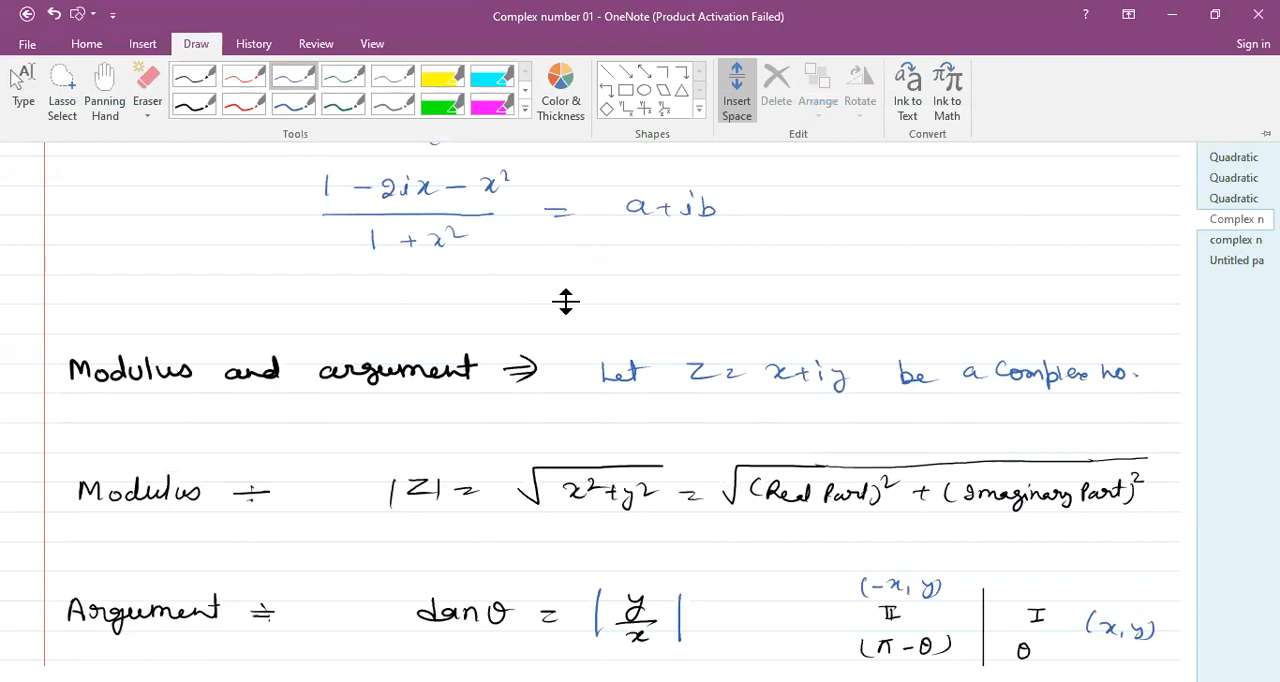 Complex number 01 - OneNote (Product Activation Failed)
?
File Home Insert Draw History Review View Sign in
Type Lasso Select Panning Hand Eraser Color & Thickness Insert Space Delete Arrange Rotate Ink to Text Ink to Math
Tools Shapes Edit Convert
Quadratic
Quadratic
Quadratic
Complex n
complex n
Untitled pa
1 - 2ix - x²
= a + ib
1 + x²
Modulus and argument ⇒ Let Z = x+iy be a Complex no.
Modulus ÷ |Z| = √x²+y² = √(Real Part)² + (Imaginary Part)²
(-x, y)
Argument ÷ tanθ = |y/x| II I (x, y)
(π - θ) θ